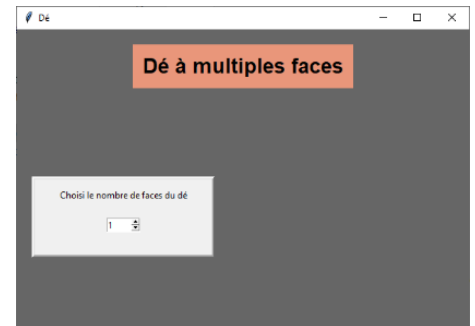 Dé
Dé à multiples faces
Choisi le nombre de faces du dé
1